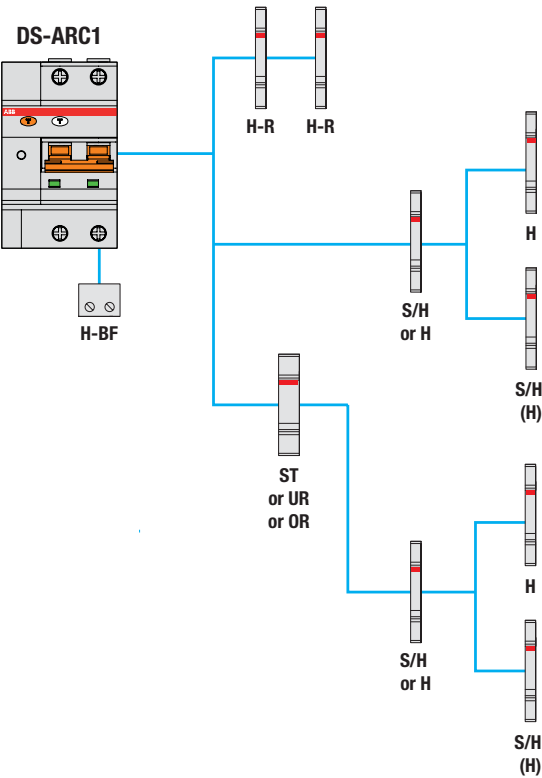 DS-ARC1
ABB
H-R
H-R
H
S/H
or H
H-BF
S/H
(H)
ST
or UR
or OR
H
S/H
or H
S/H
(H)